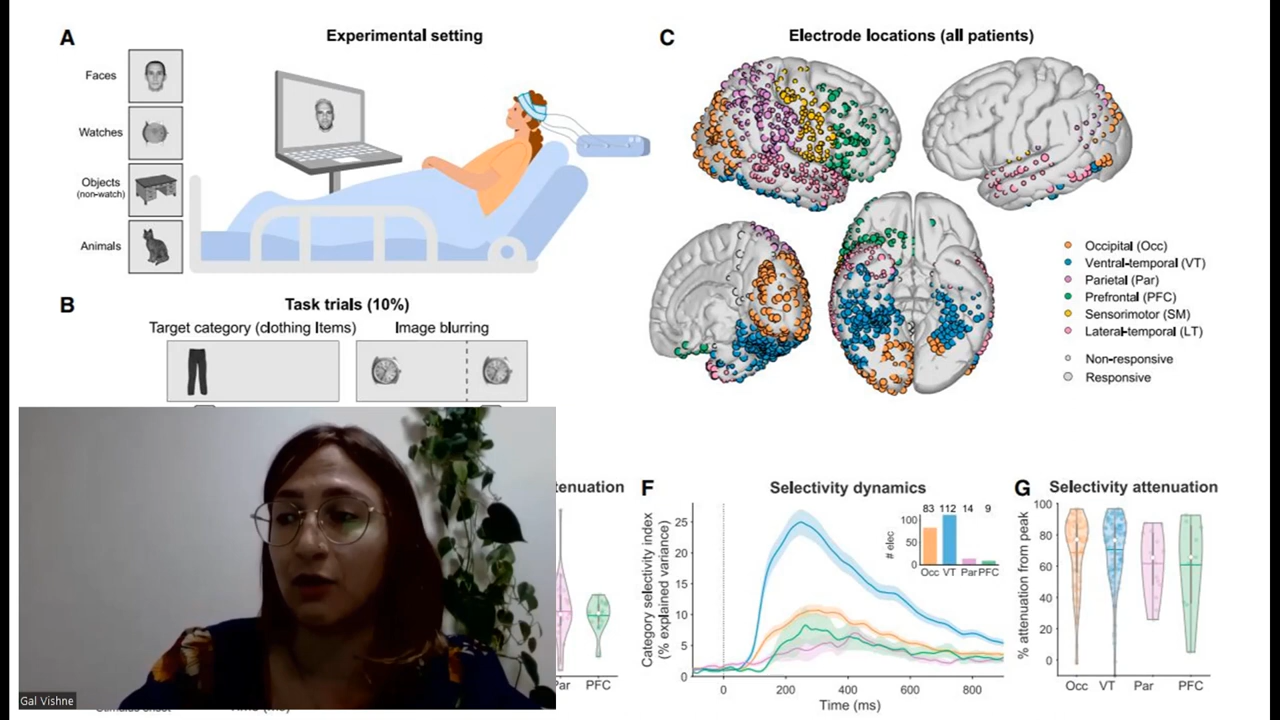 A
Experimental setting
Faces
Watches
Objects
(non-watch)
Animals
B
Task trials (10%)
Target category (clothing Items)
Image blurring
C
Electrode locations (all patients)
Occipital (Occ)
Ventral-temporal (VT)
Parietal (Par)
Prefrontal (PFC)
Sensorimotor (SM)
Lateral-temporal (LT)
Non-responsive
Responsive
tenuation
Par
PFC
F
Selectivity dynamics
Category selectivity index
(% explained variance)
25
20
15
10
5
0
0
200
400
600
800
Time (ms)
83 112 14 9
# elec
100
50
0
Occ VT Par PFC
G
Selectivity attenuation
% attenuation from peak
100
80
60
40
20
0
Occ
VT
Par
PFC
Gal Vishne